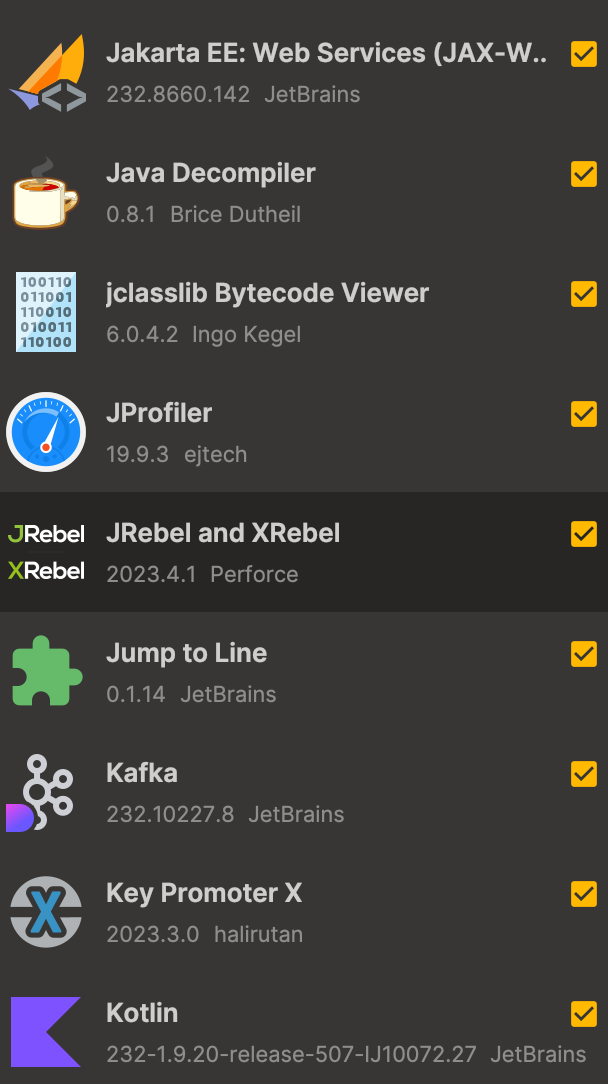 Jakarta EE: Web Services (JAX-W..
232.8660.142 JetBrains
Java Decompiler
0.8.1 Brice Dutheil
100110
011001
110010
010011
110100
jclasslib Bytecode Viewer
6.0.4.2 Ingo Kegel
JProfiler
19.9.3 ejtech
JRebel
XRebel
JRebel and XRebel
2023.4.1 Perforce
Jump to Line
0.1.14 JetBrains
Kafka
232.10227.8 JetBrains
X
Key Promoter X
2023.3.0 halirutan
Kotlin
232-1.9.20-release-507-IJ10072.27 JetBrains